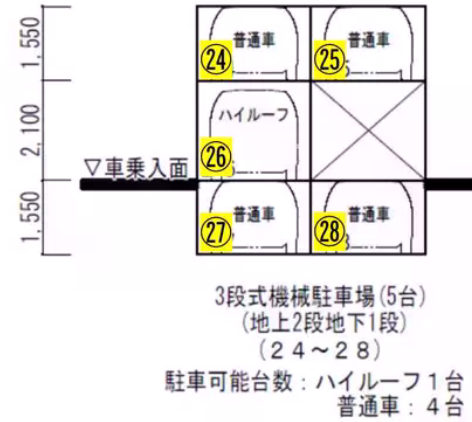 1,550
普通車
普通車
㉔
㉕
2,100
ハイルーフ
㉖
▽車乗入面
1,550
普通車
普通車
㉗
㉘
3段式機械駐車場(5台)
(地上2段地下1段)
(24～28)
駐車可能台数：ハイルーフ1台
普通車：4台